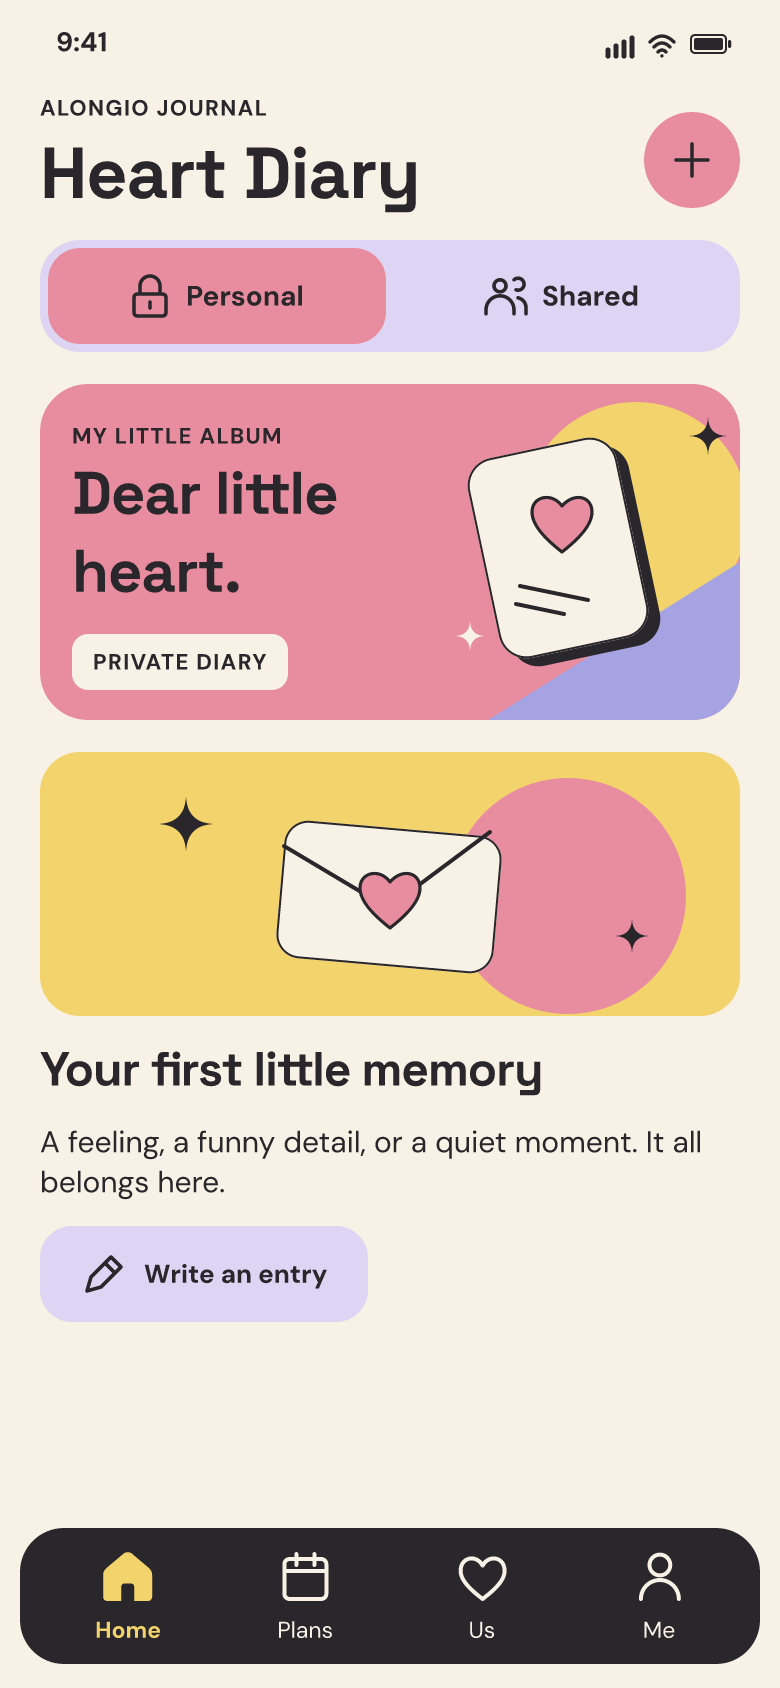 9:41
ALONGIO JOURNAL
Heart Diary
Personal
Shared
MY LITTLE ALBUM
Dear little
heart.
PRIVATE DIARY
Your first little memory
A feeling, a funny detail, or a quiet moment. It all
belongs here.
Write an entry
Home
Plans
Us
Me